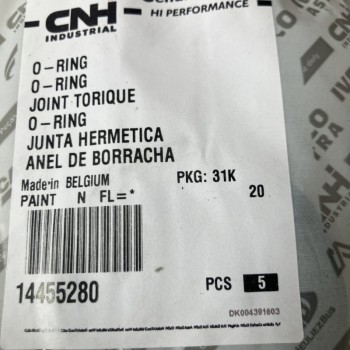 CNH
INDUSTRIAL
HI PERFORMANCE
O-RING
O-RING
JOINT TORIQUE
O-RING
JUNTA HERMETICA
ANEL DE BORRACHA
Made in BELGIUM PKG: 31K
PAINT N FL=* 20
14455280 PCS 5
DK004391603